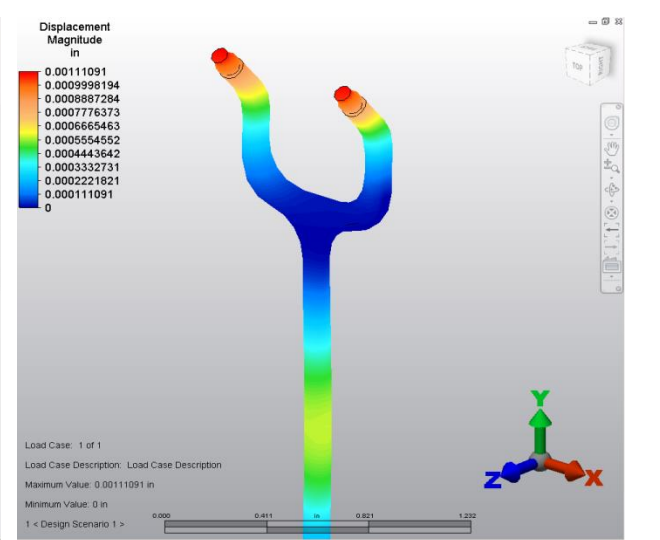 Displacement
Magnitude
in
0.00111091
0.0009998194
0.0008887284
0.0007776373
0.0006665463
0.0005554552
0.0004443642
0.0003332731
0.0002221821
0.000111091
0
TOP
Load Case: 1 of 1
Load Case Description: Load Case Description
Maximum Value: 0.00111091 in
Minimum Value: 0 in
1 < Design Scenario 1 >
0.000 0.411 in 0.821 1.232
Y
Z X